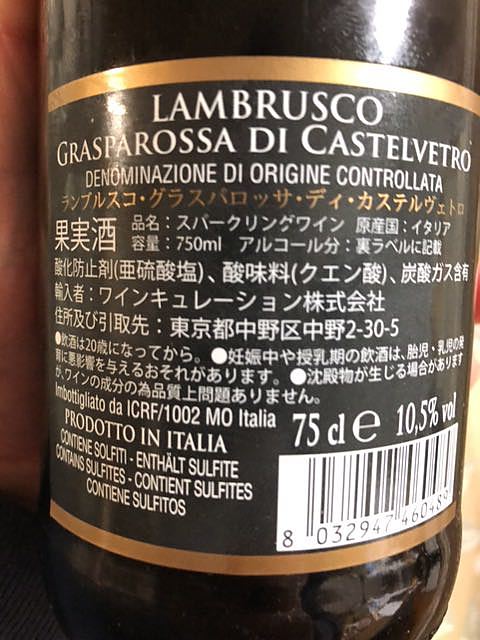 LAMBRUSCO
GRASPAROSSA DI CASTELVETRO
DENOMINAZIONE DI ORIGINE CONTROLLATA
ランブルスコ・グラスパロッサ・ディ・カステルヴェトロ
果実酒
品名：スパークリングワイン 原産国：イタリア
容量：750ml アルコール分：裏ラベルに記載
酸化防止剤(亜硫酸塩)、酸味料(クエン酸)、炭酸ガス含有
輸入者：ワインキュレーション株式会社
住所及び引取先：東京都中野区中野2-30-5
●飲酒は20歳になってから。●妊娠中や授乳期の飲酒は、胎児・乳児の発
育に悪影響を与えるおそれがあります。●沈殿物が生じる場合があります
が、ワインの成分の為品質上問題ありません。
Imbottigliato da ICRF/1002 MO Italia
PRODOTTO IN ITALIA
75 cl e 10,5% vol
CONTIENE SOLFITI - ENTHÄLT SULFITE
CONTAINS SULFITES - CONTIENT SULFITES
CONTIENE SULFITOS
8 032947 460489